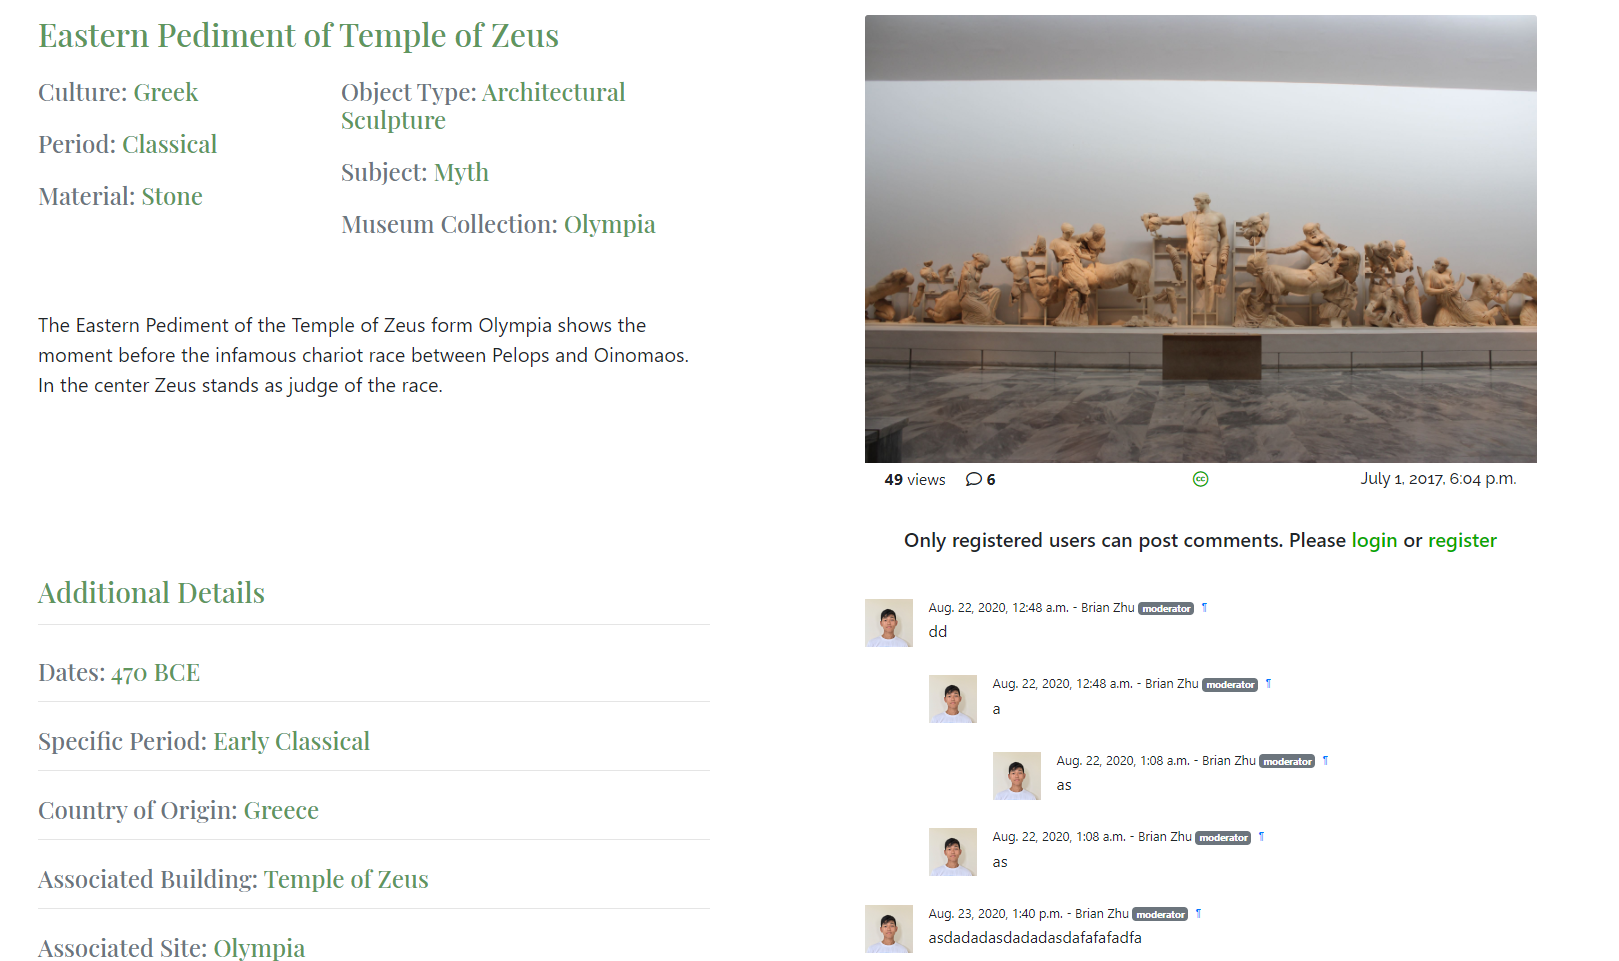 Eastern Pediment of Temple of Zeus
Culture: Greek
Period: Classical
Material: Stone
Object Type: Architectural
Sculpture
Subject: Myth
Museum Collection: Olympia
The Eastern Pediment of the Temple of Zeus form Olympia shows the
moment before the infamous chariot race between Pelops and Oinomaos.
In the center Zeus stands as judge of the race.
Additional Details
Dates: 470 BCE
Specific Period: Early Classical
Country of Origin: Greece
Associated Building: Temple of Zeus
Associated Site: Olympia
49 views 6 cc July 1, 2017, 6:04 p.m.
Only registered users can post comments. Please login or register
Aug. 22, 2020, 12:48 a.m. - Brian Zhu moderator ¶
dd
Aug. 22, 2020, 12:48 a.m. - Brian Zhu moderator ¶
a
Aug. 22, 2020, 1:08 a.m. - Brian Zhu moderator ¶
as
Aug. 22, 2020, 1:08 a.m. - Brian Zhu moderator ¶
as
Aug. 23, 2020, 1:40 p.m. - Brian Zhu moderator ¶
asdadadasdadadasdafafafadfa